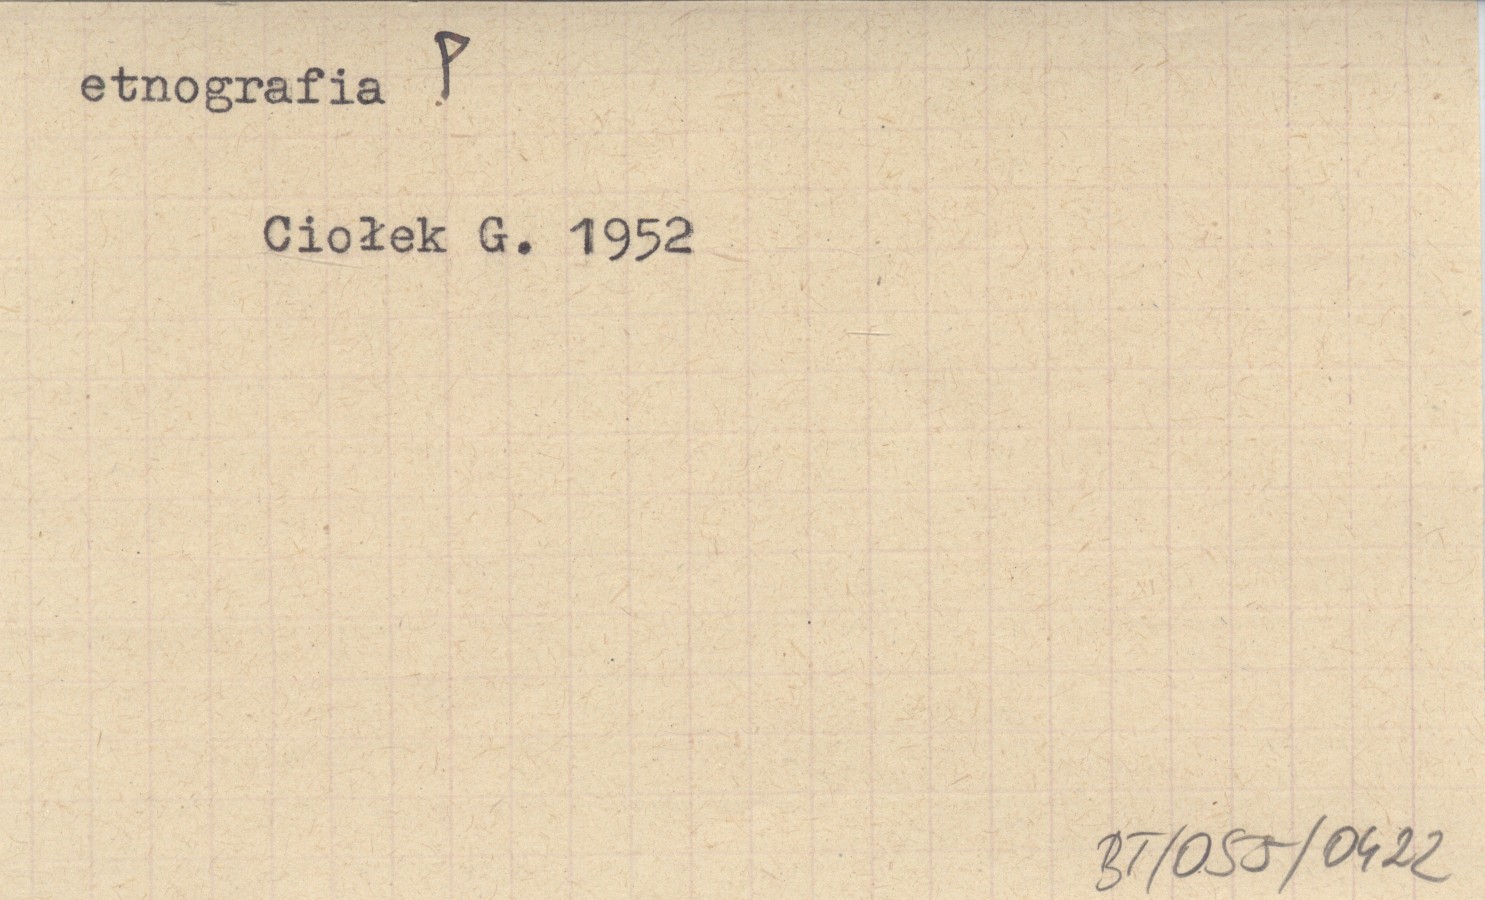 etnografia P
Ciołek G. 1952
BT/055/0422